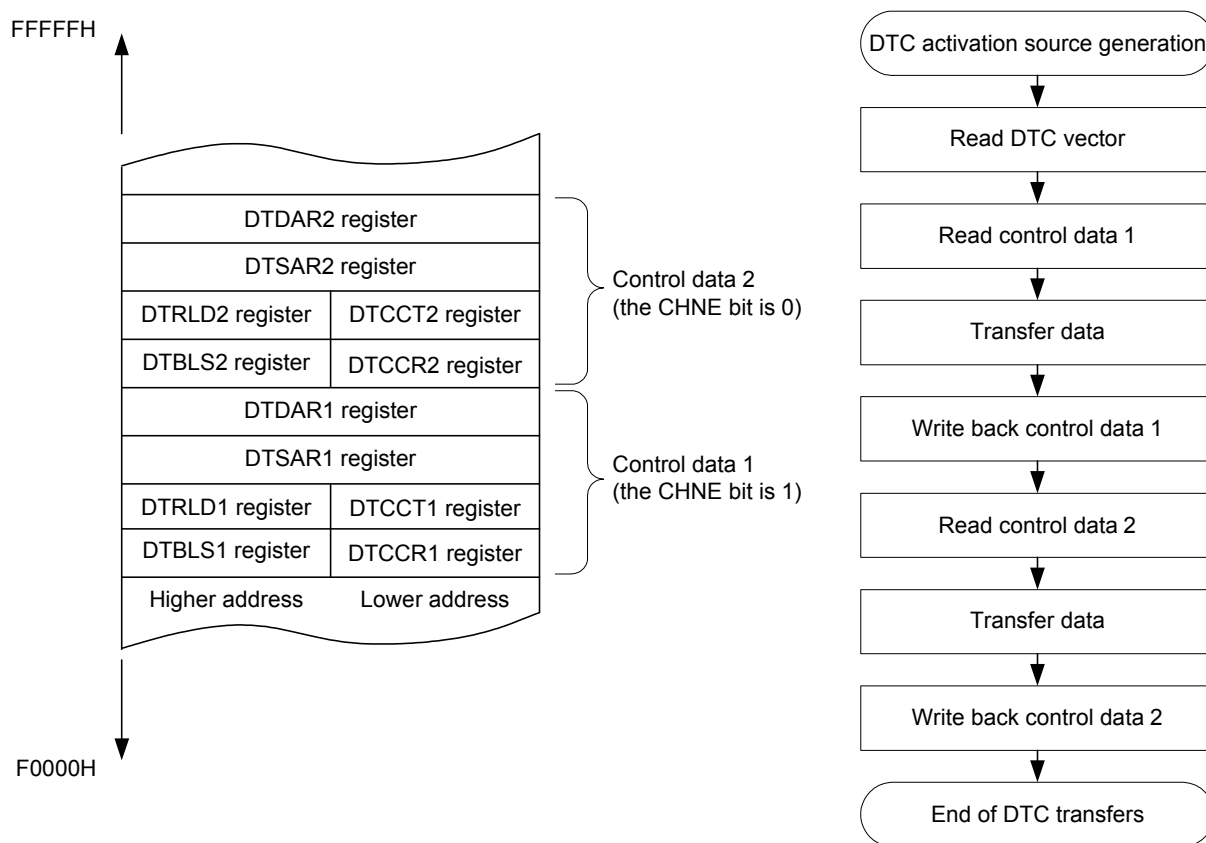 FFFFFH
DTDAR2 register
DTSAR2 register
DTRLD2 register DTCCT2 register
DTBLS2 register DTCCR2 register
DTDAR1 register
DTSAR1 register
DTRLD1 register DTCCT1 register
DTBLS1 register DTCCR1 register
Higher address Lower address
F0000H
Control data 2
(the CHNE bit is 0)
Control data 1
(the CHNE bit is 1)
DTC activation source generation
Read DTC vector
Read control data 1
Transfer data
Write back control data 1
Read control data 2
Transfer data
Write back control data 2
End of DTC transfers